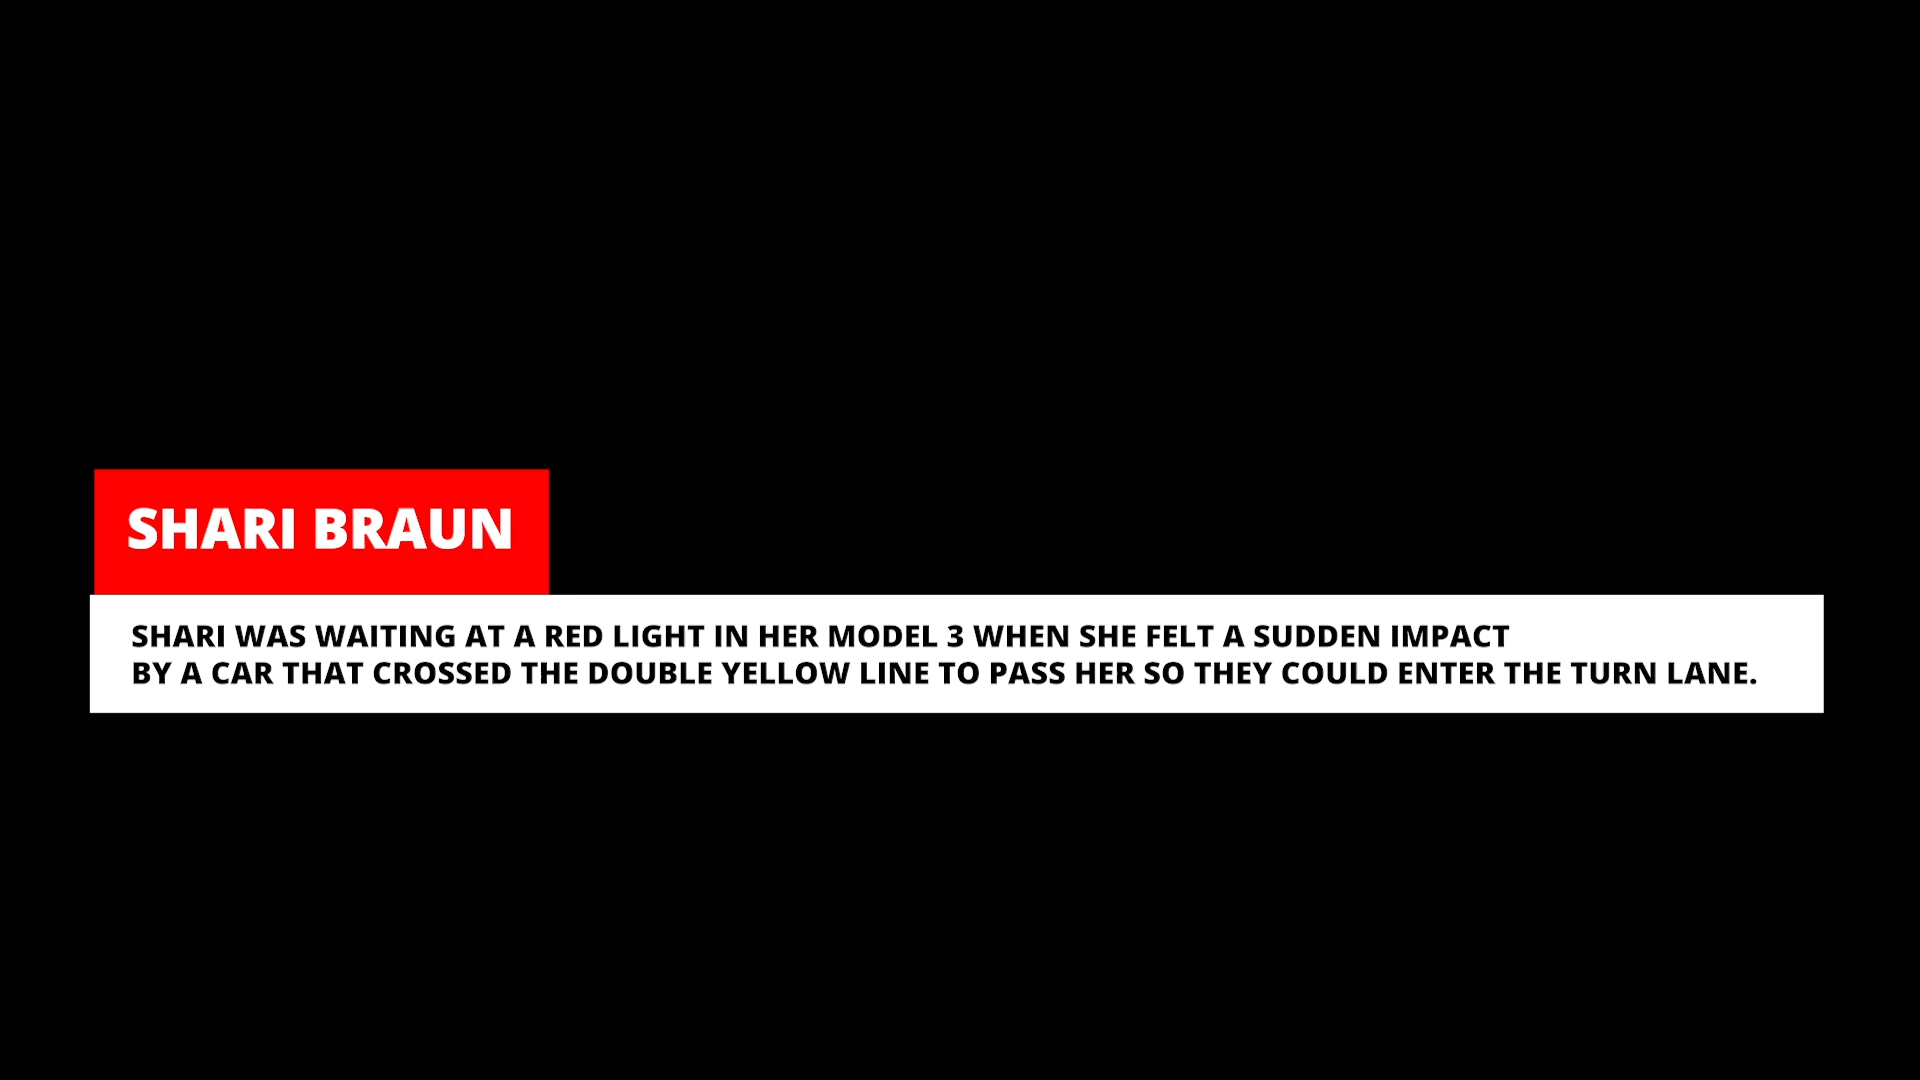 SHARI BRAUN
SHARI WAS WAITING AT A RED LIGHT IN HER MODEL 3 WHEN SHE FELT A SUDDEN IMPACT
BY A CAR THAT CROSSED THE DOUBLE YELLOW LINE TO PASS HER SO THEY COULD ENTER THE TURN LANE.